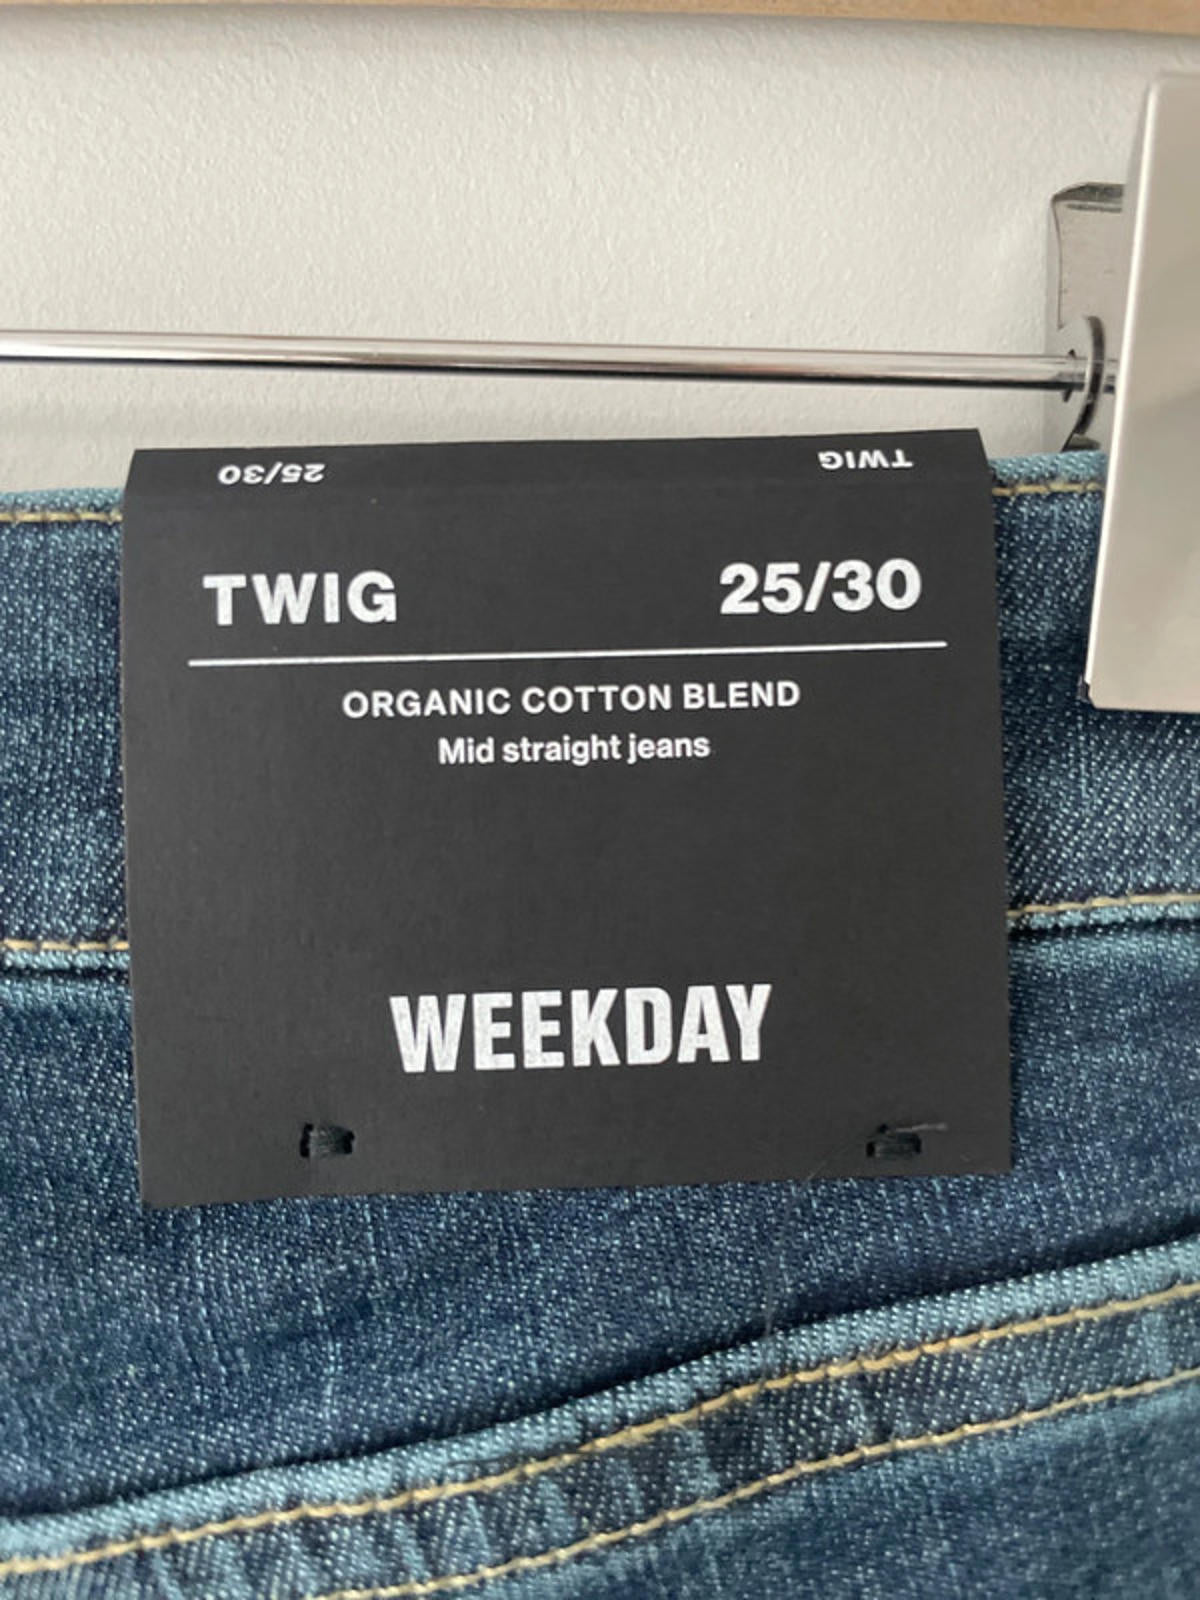 25/30 TWIG
TWIG 25/30
ORGANIC COTTON BLEND
Mid straight jeans
WEEKDAY